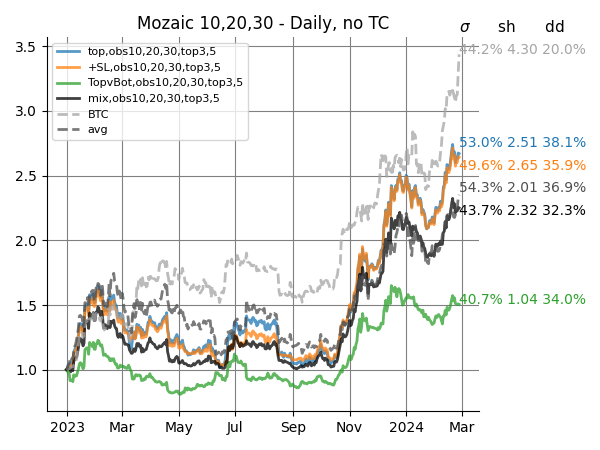 Mozaic 10,20,30 - Daily, no TC
σ sh dd
top,obs10,20,30,top3,5
+SL,obs10,20,30,top3,5
TopvBot,obs10,20,30,top3,5
mix,obs10,20,30,top3,5
BTC
avg
44.2% 4.30 20.0%
53.0% 2.51 38.1%
49.6% 2.65 35.9%
54.3% 2.01 36.9%
43.7% 2.32 32.3%
40.7% 1.04 34.0%
3.5
3.0
2.5
2.0
1.5
1.0
2023 Mar May Jul Sep Nov 2024 Mar